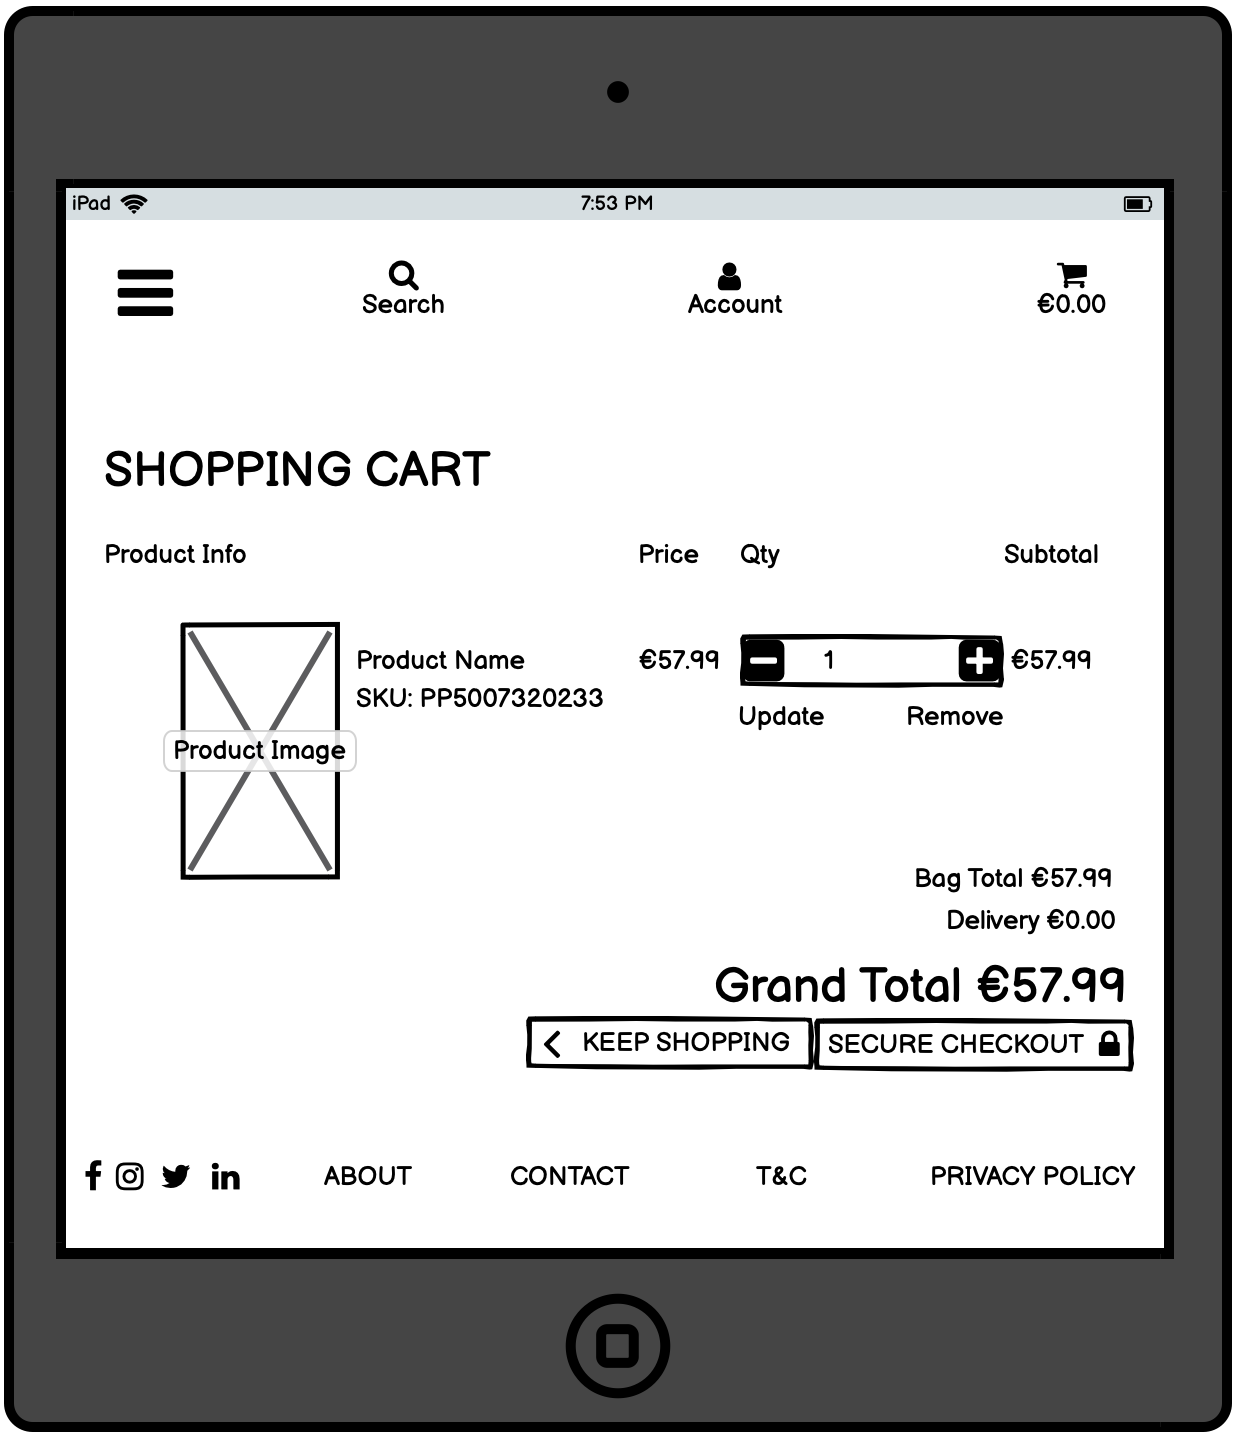 iPad 7:53 PM
Search Account €0.00
SHOPPING CART
Product Info Price Qty Subtotal
Product Name €57.99 1 €57.99
SKU: PP5007320233
Update Remove
Product Image
Bag Total €57.99
Delivery €0.00
Grand Total €57.99
KEEP SHOPPING SECURE CHECKOUT
ABOUT CONTACT T&C PRIVACY POLICY